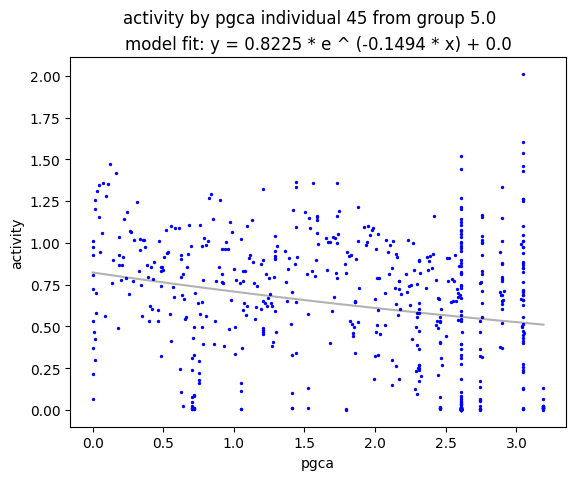 activity by pgca individual 45 from group 5.0
model fit: y = 0.8225 * e ^ (-0.1494 * x) + 0.0
2.00
1.75
1.50
1.25
1.00
0.75
0.50
0.25
0.00
activity
0.0 0.5 1.0 1.5 2.0 2.5 3.0
pgca